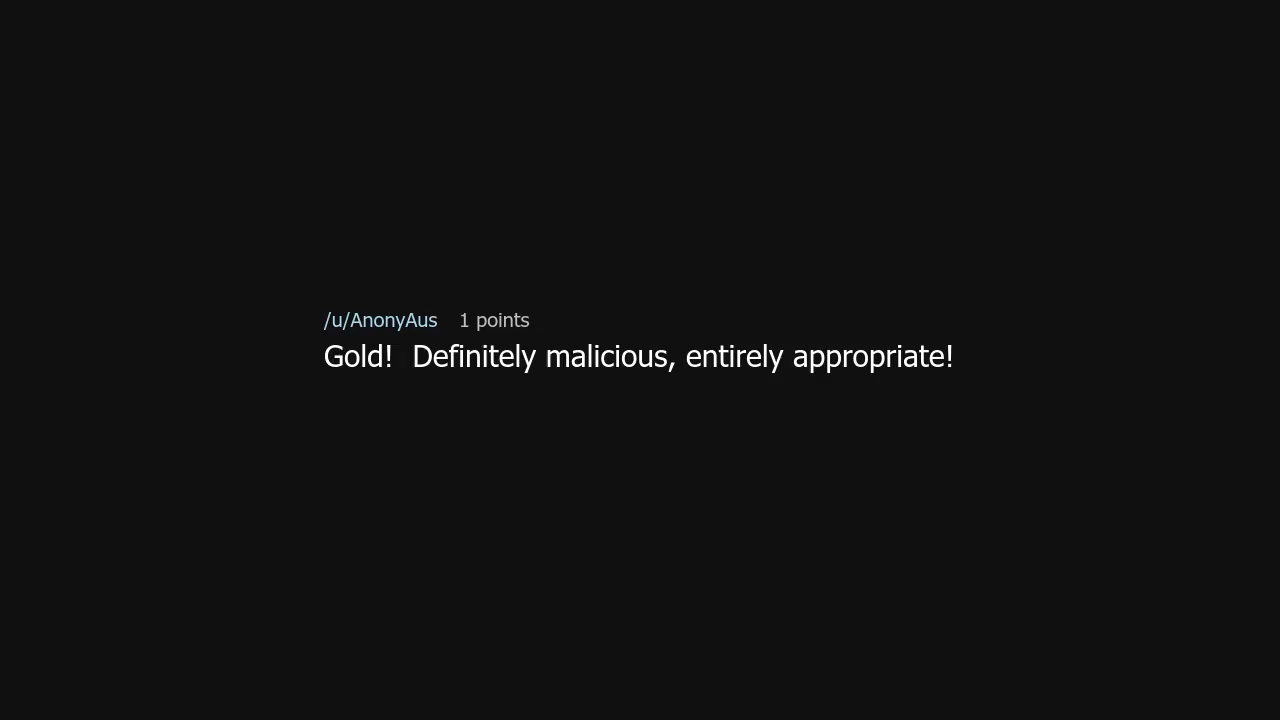 /u/AnonyAus 1 points
Gold! Definitely malicious, entirely appropriate!